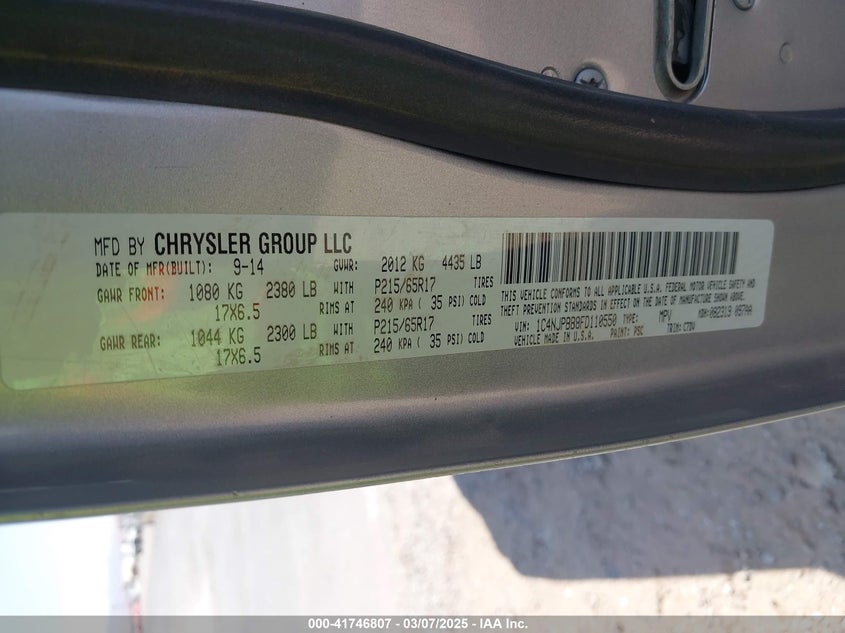 MFD BY CHRYSLER GROUP LLC
DATE OF MFR(BUILT): 9-14 GVWR: 2012 KG 4435 LB
GAWR FRONT: 1080 KG 2380 LB WITH P215/65R17 TIRES
17X6.5 RIMS AT 240 KPA ( 35 PSI) COLD
GAWR REAR: 1044 KG 2300 LB WITH P215/65R17 TIRES
17X6.5 RIMS AT 240 KPA ( 35 PSI) COLD
THIS VEHICLE CONFORMS TO ALL APPLICABLE U.S.A. FEDERAL MOTOR VEHICLE SAFETY AND
THEFT PREVENTION STANDARDS IN EFFECT ON THE DATE OF MANUFACTURE SHOWN ABOVE.
VIN: 1C4NJPBB8FD110550 TYPE: MPV MDH: 082319 097AA
VEHICLE MADE IN U.S.A. PAINT: PSC TRIM: C7DV
000-41746807 — 03/07/2025 — IAA Inc.